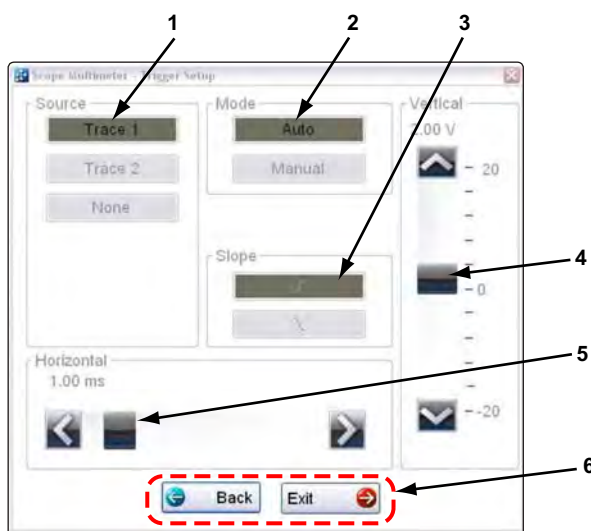 1 2 3
Scope Multimeter - Trigger Setup
Source Mode Vertical
Trace 1 Auto 2.00 V
Trace 2 Manual 20
None
Slope
4
0
Horizontal
1.00 ms
5
-20
6
Back Exit